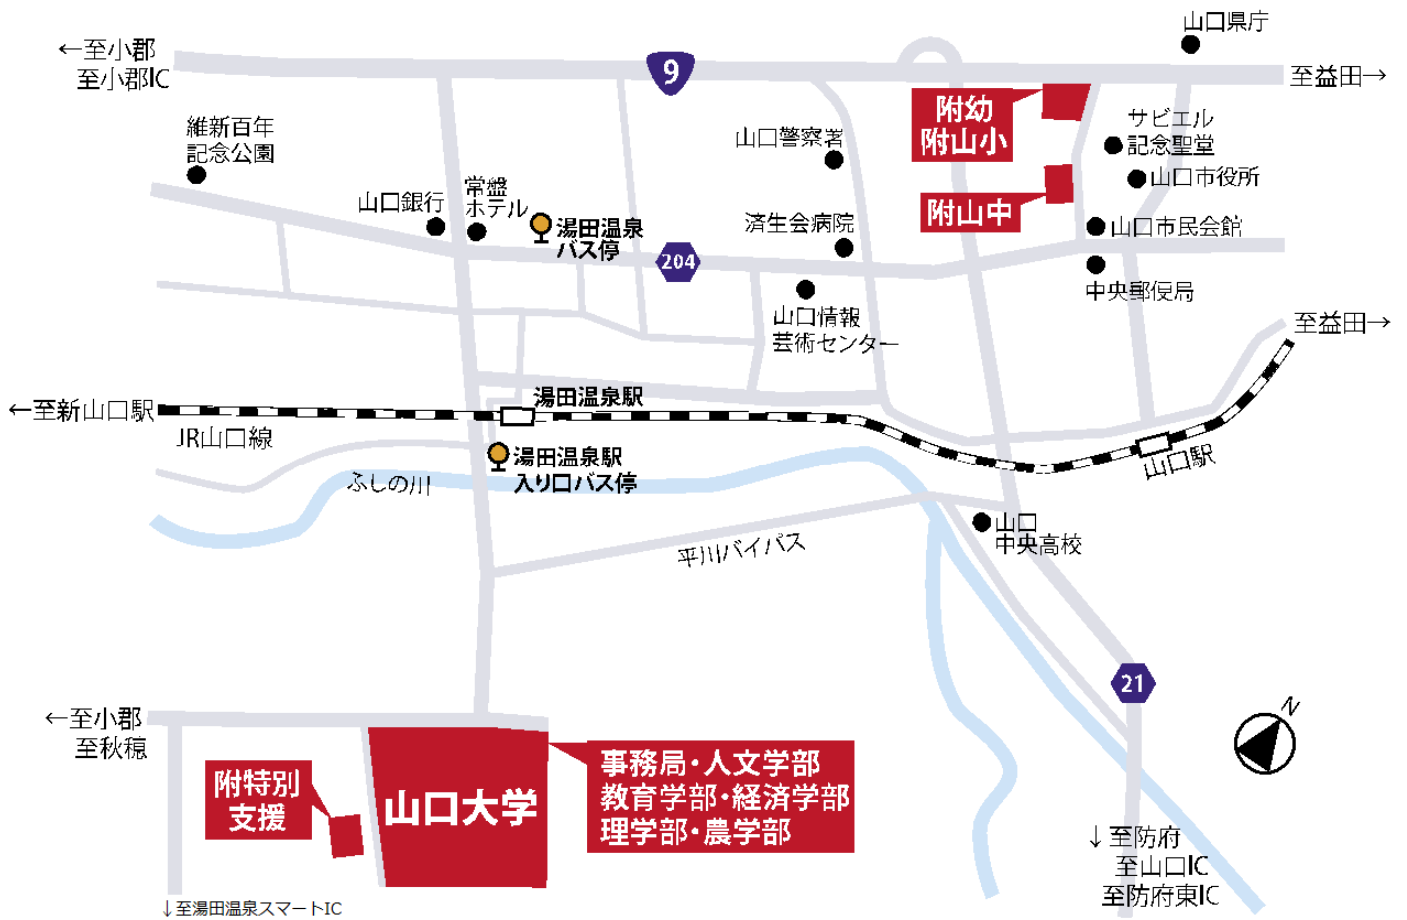 山口県庁
←至小郡
至小郡IC
9
至益田→
附幼
附山小
維新百年
記念公園
山口警察署
サビエル
記念聖堂
山口市役所
山口銀行
常盤
ホテル
湯田温泉
バス停
済生会病院
附山中
山口市民会館
204
中央郵便局
山口情報
芸術センター
至益田→
←至新山口駅
湯田温泉駅
JR山口線
湯田温泉駅
入り口バス停
山口駅
ふしの川
山口
中央高校
平川バイパス
21
N
←至小郡
至秋穂
事務局・人文学部
教育学部・経済学部
理学部・農学部
附特別
支援
山口大学
↓至防府
至山口IC
至防府東IC
↓至湯田温泉スマートIC